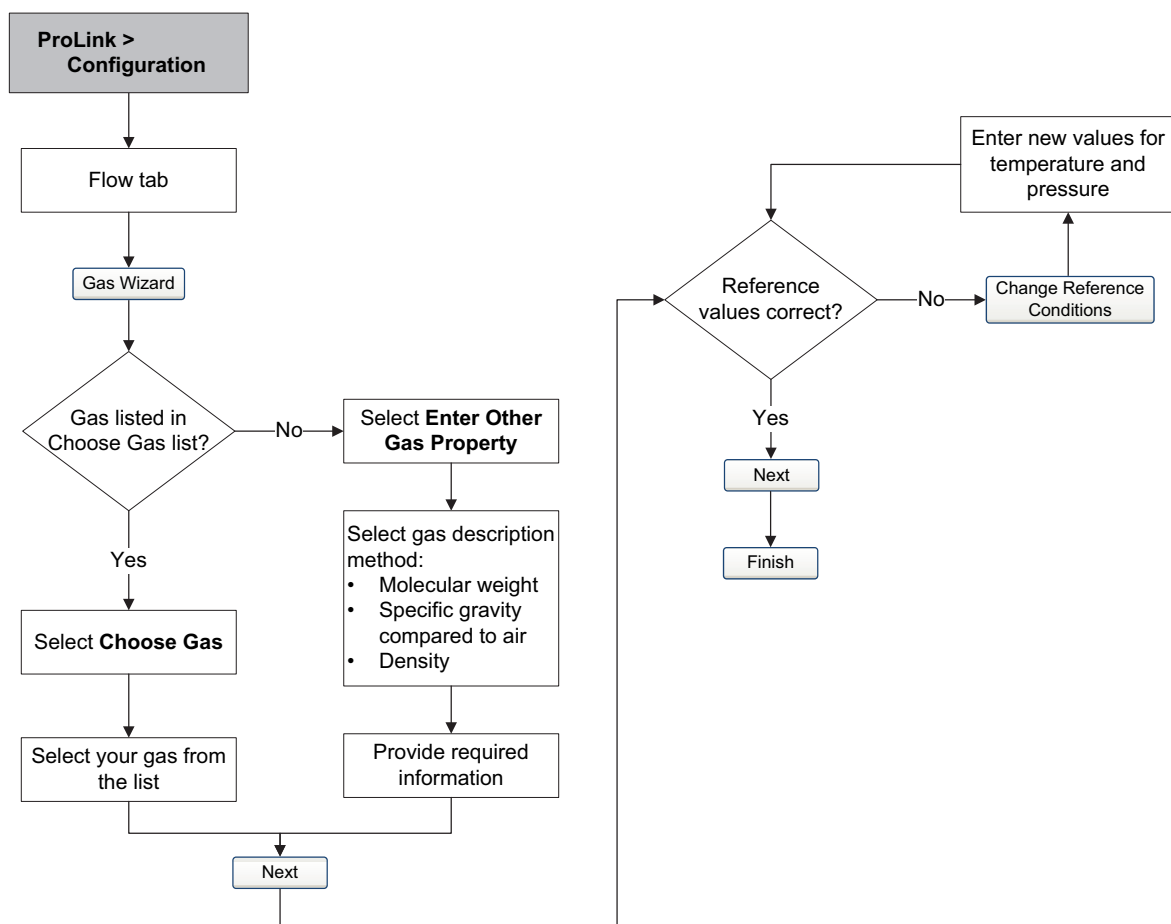 ProLink >
Configuration
Flow tab
Gas Wizard
Gas listed in
Choose Gas list?
No
Select Enter Other
Gas Property
Select gas description
method:
• Molecular weight
• Specific gravity
compared to air
• Density
Provide required
information
Yes
Select Choose Gas
Select your gas from
the list
Next
Reference
values correct?
No
Change Reference
Conditions
Enter new values for
temperature and
pressure
Yes
Next
Finish